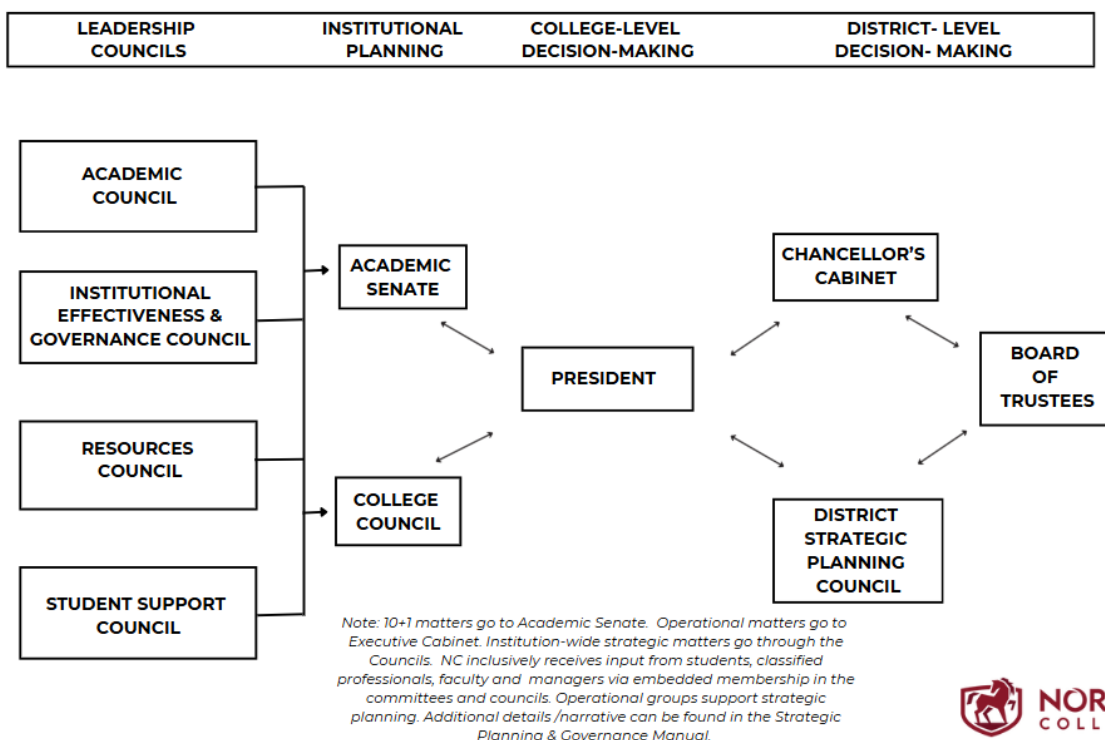 LEADERSHIP
COUNCILS
INSTITUTIONAL
PLANNING
COLLEGE-LEVEL
DECISION-MAKING
DISTRICT- LEVEL
DECISION- MAKING
ACADEMIC
COUNCIL
INSTITUTIONAL
EFFECTIVENESS &
GOVERNANCE COUNCIL
RESOURCES
COUNCIL
STUDENT SUPPORT
COUNCIL
ACADEMIC
SENATE
COLLEGE
COUNCIL
PRESIDENT
CHANCELLOR'S
CABINET
DISTRICT
STRATEGIC
PLANNING
COUNCIL
BOARD
OF
TRUSTEES
Note: 10+1 matters go to Academic Senate. Operational matters go to
Executive Cabinet. Institution-wide strategic matters go through the
Councils. NC inclusively receives input from students, classified
professionals, faculty and managers via embedded membership in the
committees and councils. Operational groups support strategic
planning. Additional details /narrative can be found in the Strategic
Planning & Governance Manual.